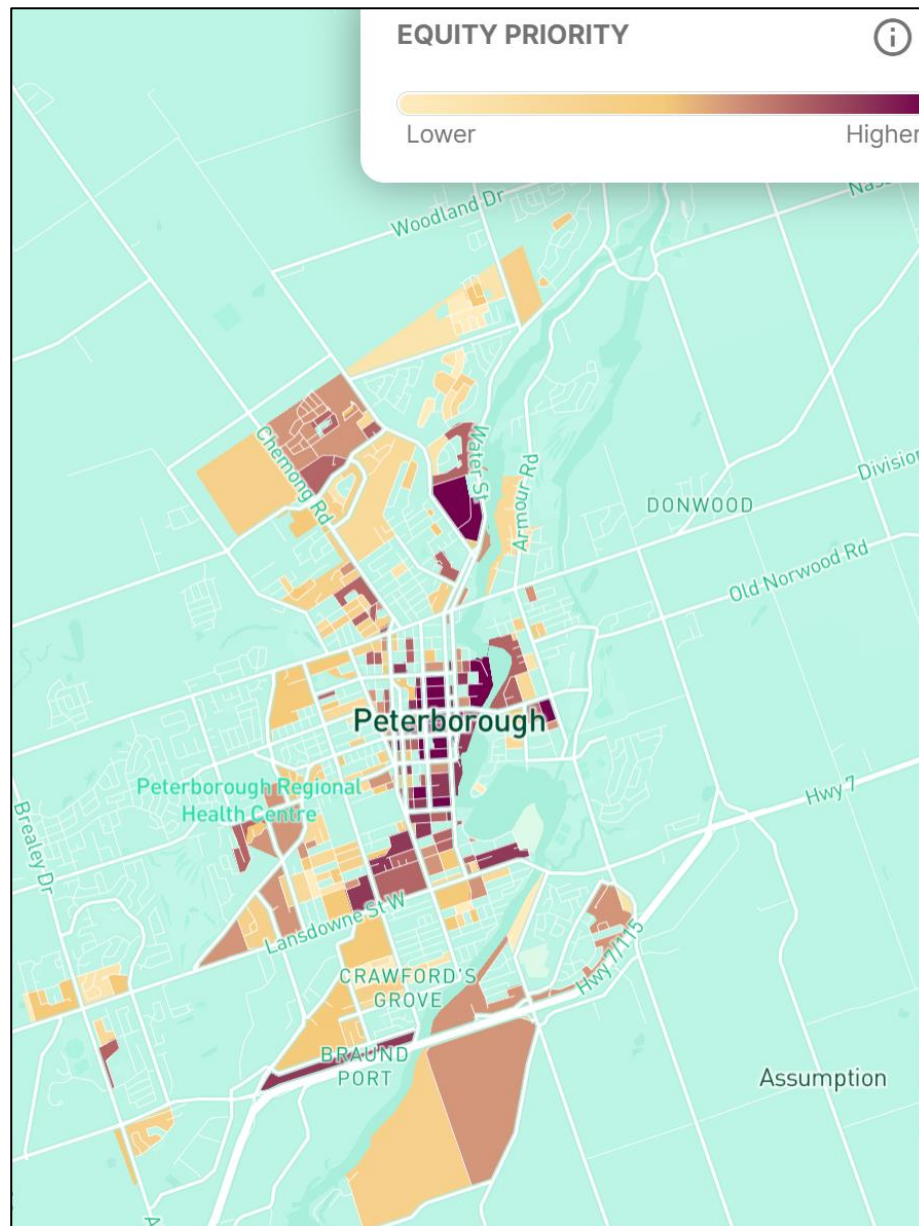 EQUITY PRIORITY
Lower
Higher
Woodland Dr
Chemong Rd
Water St
Armour Rd
DONWOOD
Division
Old Norwood Rd
Peterborough
Peterborough Regional
Health Centre
Hwy 7
Brealey Dr
Lansdowne St W
Hwy 7/115
CRAWFORD'S
GROVE
BRAUND
PORT
Assumption